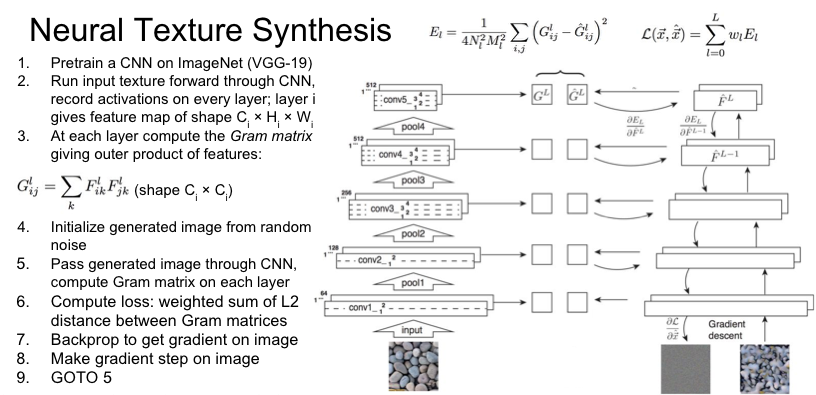 Neural Texture Synthesis
E_l = \frac{1}{4N_l^2 M_l^2} \sum_{i,j} \left( G_{ij}^l - \hat{G}_{ij}^l \right)^2
\mathcal{L}(\vec{x}, \hat{\vec{x}}) = \sum_{l=0}^{L} w_l E_l
1. Pretrain a CNN on ImageNet (VGG-19)
2. Run input texture forward through CNN,
record activations on every layer; layer i
gives feature map of shape C_i × H_i × W_i
3. At each layer compute the Gram matrix
giving outer product of features:
G_{ij}^l = \sum_k F_{ik}^l F_{jk}^l (shape C_i × C_i)
4. Initialize generated image from random
noise
5. Pass generated image through CNN,
compute Gram matrix on each layer
6. Compute loss: weighted sum of L2
distance between Gram matrices
7. Backprop to get gradient on image
8. Make gradient step on image
9. GOTO 5
512
1...
conv5_ 1 2 3 4
G^L
\hat{G}^L
\hat{F}^L
pool4
\frac{\partial E_L}{\partial \hat{F}^L}
\frac{\partial E_L}{\partial \hat{F}^{L-1}}
512
1...
conv4_ 1 2 3 4
\hat{F}^{L-1}
pool3
256
1...
conv3_ 1 2 3 4
pool2
128
1...
conv2_ 1 2
pool1
64
1...
conv1_ 1 2
input
\frac{\partial \mathcal{L}}{\partial \hat{\vec{x}}}
Gradient
descent